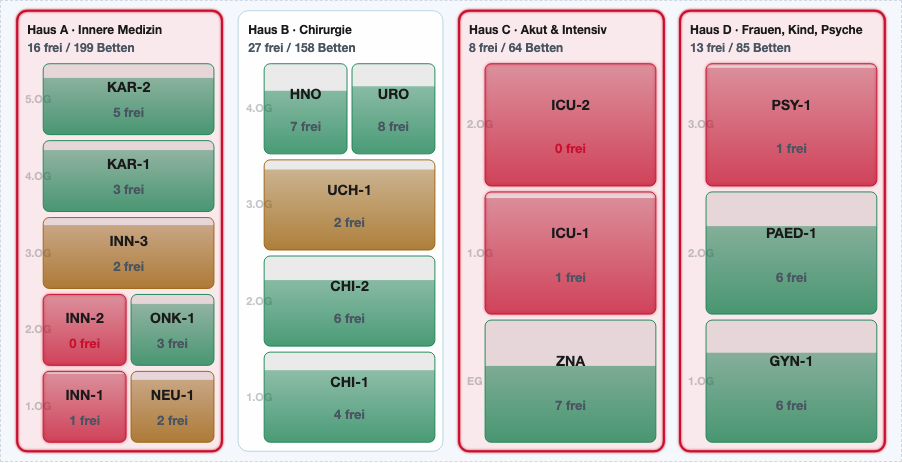 Haus A · Innere Medizin
16 frei / 199 Betten
5.OG
KAR-2
5 frei
4.OG
KAR-1
3 frei
3.OG
INN-3
2 frei
2.OG
INN-2
0 frei
ONK-1
3 frei
1.OG
INN-1
1 frei
NEU-1
2 frei
Haus B · Chirurgie
27 frei / 158 Betten
4.OG
HNO
7 frei
URO
8 frei
3.OG
UCH-1
2 frei
2.OG
CHI-2
6 frei
1.OG
CHI-1
4 frei
Haus C · Akut & Intensiv
8 frei / 64 Betten
2.OG
ICU-2
0 frei
1.OG
ICU-1
1 frei
EG
ZNA
7 frei
Haus D · Frauen, Kind, Psyche
13 frei / 85 Betten
3.OG
PSY-1
1 frei
2.OG
PAED-1
6 frei
1.OG
GYN-1
6 frei